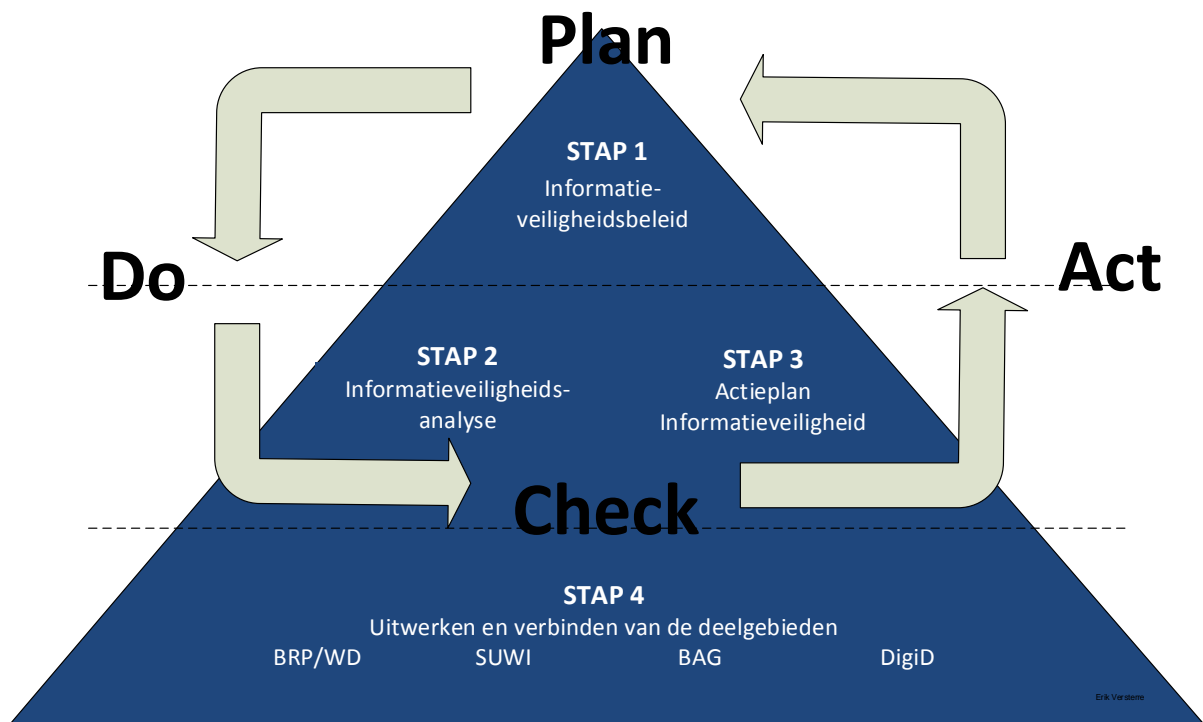 Plan
STAP 1
Informatie-
veiligheidsbeleid
Do
Act
STAP 2
Informatieveiligheids-
analyse
STAP 3
Actieplan
Informatieveiligheid
Check
STAP 4
Uitwerken en verbinden van de deelgebieden
BRP/WD SUWI BAG DigiD
Erik Versterre